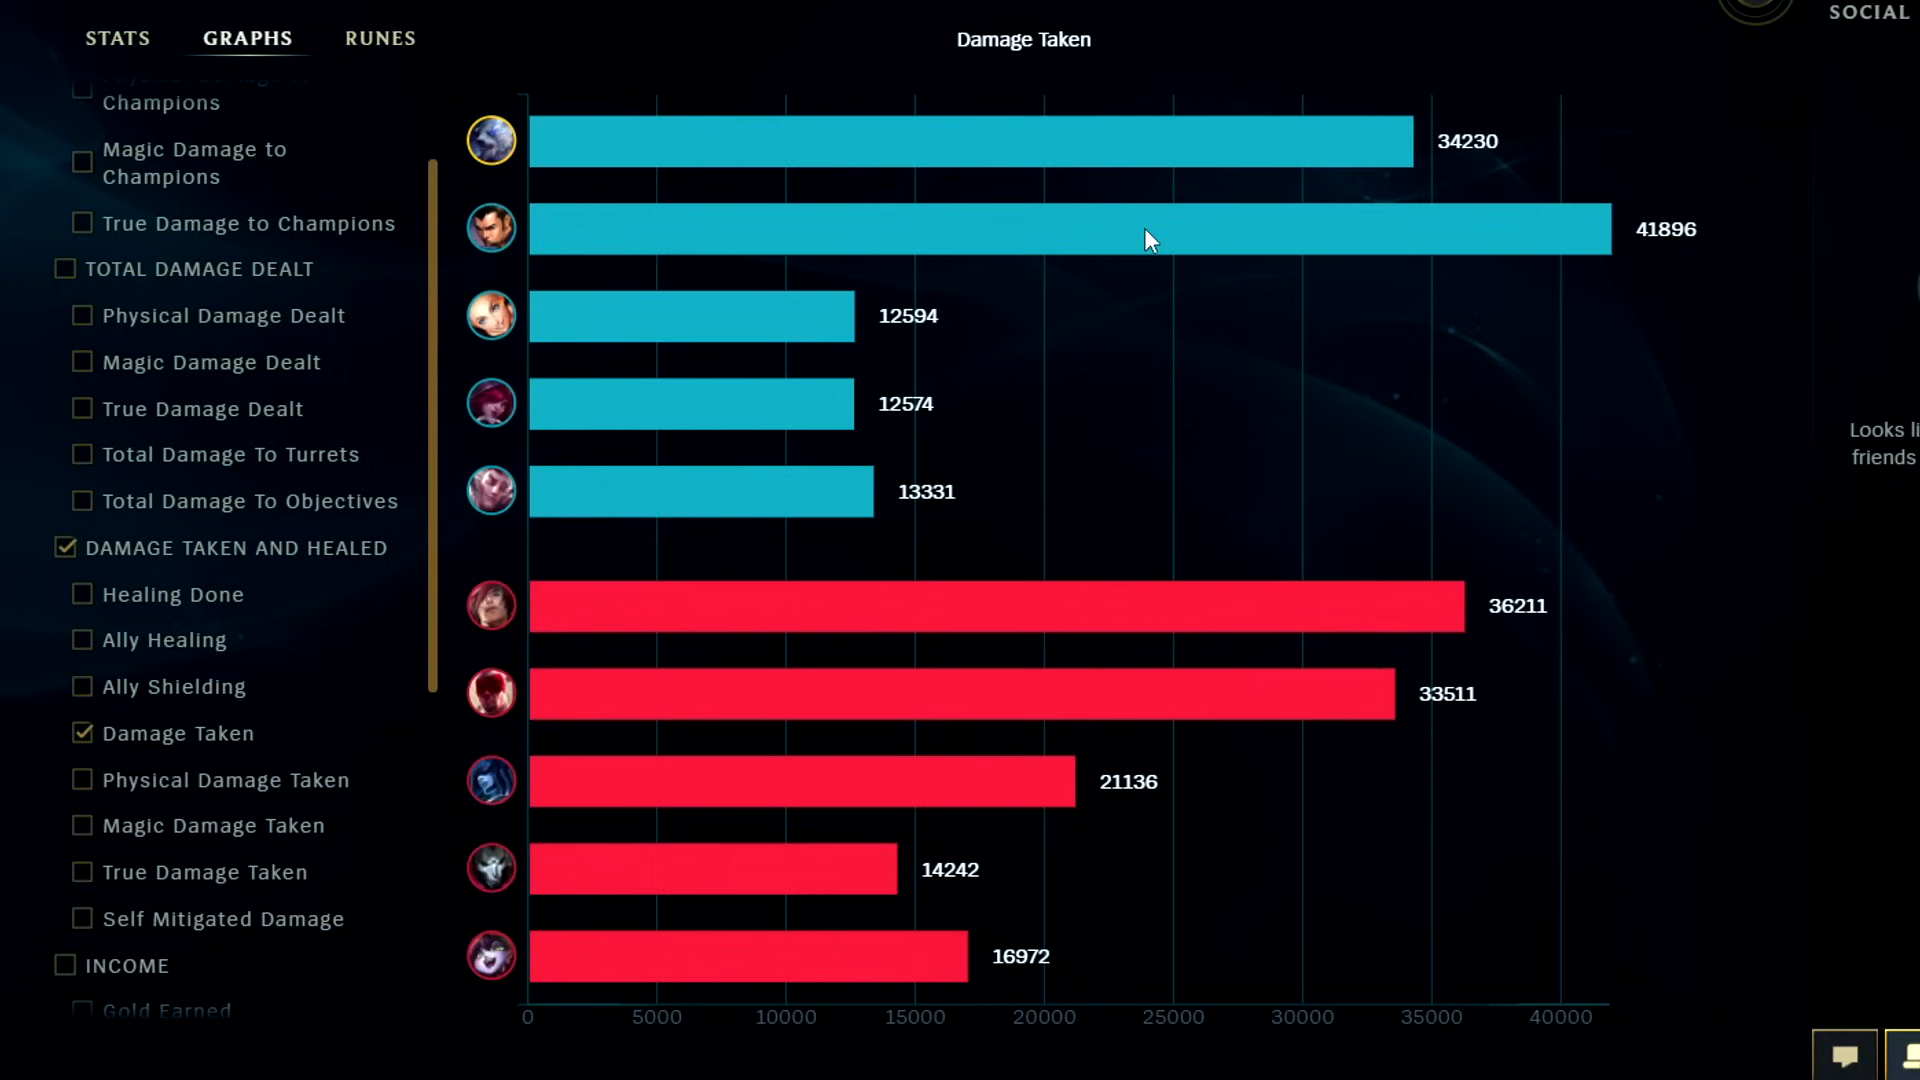 STATS GRAPHS RUNES
Damage Taken
SOCIAL
Champions
Magic Damage to
Champions
True Damage to Champions
TOTAL DAMAGE DEALT
Physical Damage Dealt
Magic Damage Dealt
True Damage Dealt
Total Damage To Turrets
Total Damage To Objectives
DAMAGE TAKEN AND HEALED
Healing Done
Ally Healing
Ally Shielding
Damage Taken
Physical Damage Taken
Magic Damage Taken
True Damage Taken
Self Mitigated Damage
INCOME
Gold Earned
34230
41896
12594
12574
13331
36211
33511
21136
14242
16972
0 5000 10000 15000 20000 25000 30000 35000 40000
Looks li
friends